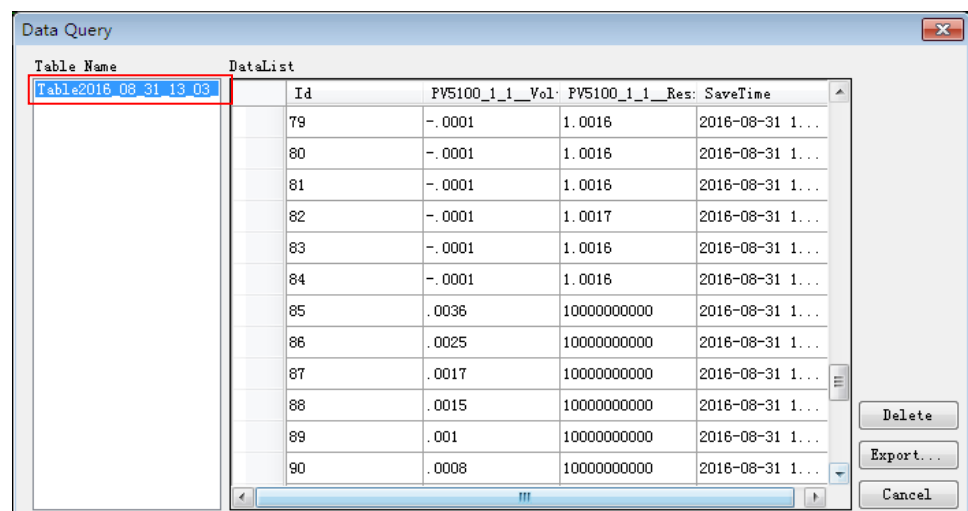 Data Query
Table Name DataList
Table2016_08_31_13_03
Id PV5100_1_1__Vol PV5100_1_1__Res: SaveTime
79 -.0001 1.0016 2016-08-31 1...
80 -.0001 1.0016 2016-08-31 1...
81 -.0001 1.0016 2016-08-31 1...
82 -.0001 1.0017 2016-08-31 1...
83 -.0001 1.0016 2016-08-31 1...
84 -.0001 1.0016 2016-08-31 1...
85 .0036 10000000000 2016-08-31 1...
86 .0025 10000000000 2016-08-31 1...
87 .0017 10000000000 2016-08-31 1...
88 .0015 10000000000 2016-08-31 1...
89 .001 10000000000 2016-08-31 1...
90 .0008 10000000000 2016-08-31 1...
Delete
Export...
Cancel